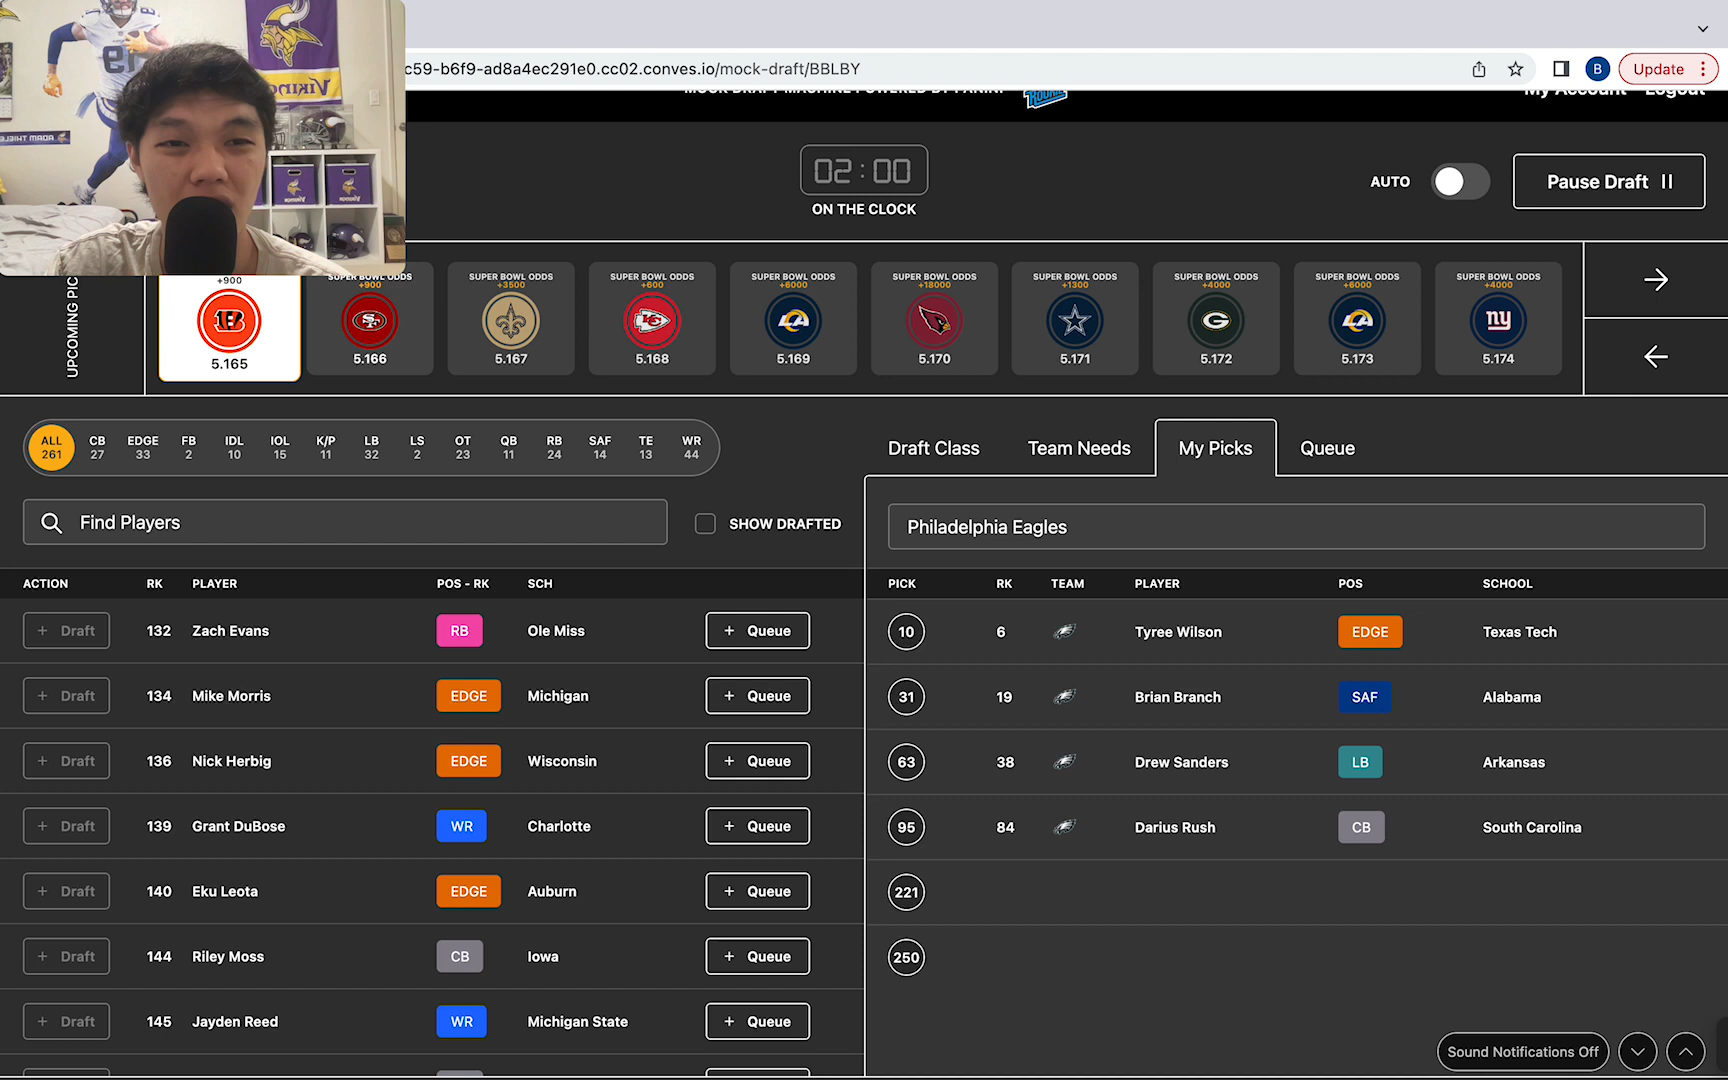 c59-b6f9-ad8a4ec291e0.cc02.conves.io/mock-draft/BBLBY
B
Update
MOCK DRAFT MACHINE POWERED BY PANINI
My Account Logout
02:00
ON THE CLOCK
AUTO
Pause Draft
UPCOMING PIC
+900
5.165
SUPER BOWL ODDS
+900
5.166
SUPER BOWL ODDS
+3500
5.167
SUPER BOWL ODDS
+600
KC
5.168
SUPER BOWL ODDS
+6000
5.169
SUPER BOWL ODDS
+18000
5.170
SUPER BOWL ODDS
+1300
5.171
SUPER BOWL ODDS
+4000
G
5.172
SUPER BOWL ODDS
+6000
5.173
SUPER BOWL ODDS
+4000
ny
5.174
ALL CB EDGE FB IDL IOL K/P LB LS OT QB RB SAF TE WR
261 27 33 2 10 15 11 32 2 23 11 24 14 13 44
Find Players
SHOW DRAFTED
ACTION RK PLAYER POS - RK SCH
+ Draft 132 Zach Evans RB Ole Miss + Queue
+ Draft 134 Mike Morris EDGE Michigan + Queue
+ Draft 136 Nick Herbig EDGE Wisconsin + Queue
+ Draft 139 Grant DuBose WR Charlotte + Queue
+ Draft 140 Eku Leota EDGE Auburn + Queue
+ Draft 144 Riley Moss CB Iowa + Queue
+ Draft 145 Jayden Reed WR Michigan State + Queue
Draft Class Team Needs My Picks Queue
Philadelphia Eagles
PICK RK TEAM PLAYER POS SCHOOL
10 6 Tyree Wilson EDGE Texas Tech
31 19 Brian Branch SAF Alabama
63 38 Drew Sanders LB Arkansas
95 84 Darius Rush CB South Carolina
221
250
Sound Notifications Off